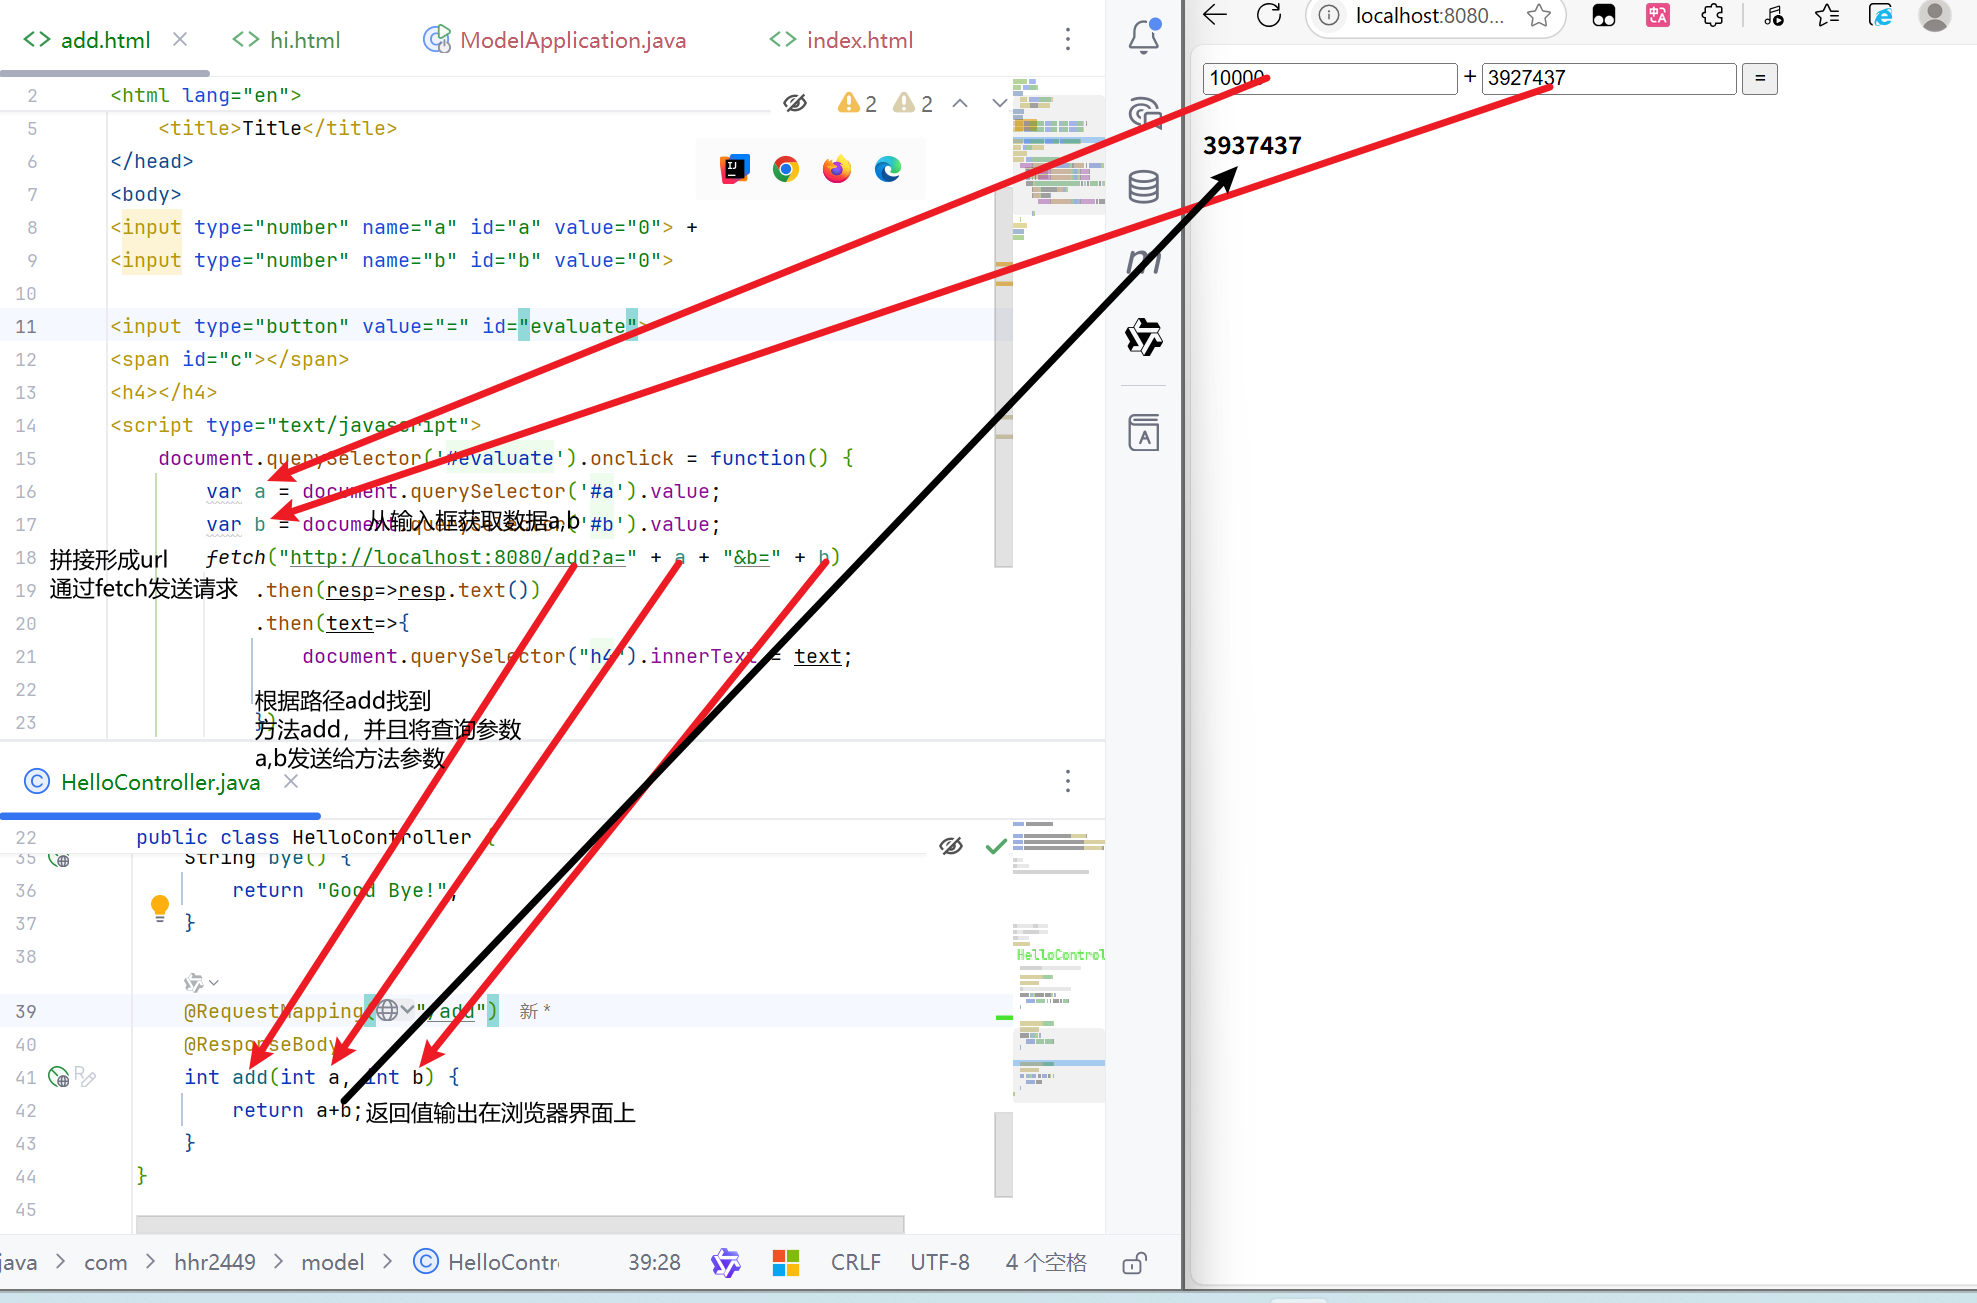 add.html
hi.html
ModelApplication.java
index.html
2 <html lang="en">
2 2
5 <title>Title</title>
6 </head>
7 <body>
8 <input type="number" name="a" id="a" value="0"> +
9 <input type="number" name="b" id="b" value="0">
10
11 <input type="button" value="=" id="evaluate">
12 <span id="c"></span>
13 <h4></h4>
14 <script type="text/javascript">
15 document.querySelector('#evaluate').onclick = function() {
16 var a = document.querySelector('#a').value;
17 var b = document.querySelector('#b').value;
从输入框获取数据a,b
18 fetch("http://localhost:8080/add?a=" + a + "&b=" + b)
拼接形成url
通过fetch发送请求
19 .then(resp=>resp.text())
20 .then(text=>{
21 document.querySelector("h4").innerText = text;
22
23 })
根据路径add找到
方法add，并且将查询参数
a,b发送给方法参数
HelloController.java
22 public class HelloController {
35 String bye() {
36 return "Good Bye!";
37 }
38
39 @RequestMapping("/add") 新 *
40 @ResponseBody
41 int add(int a, int b) {
42 return a+b;
返回值输出在浏览器界面上
43 }
44 }
45
HelloControl
java > com > hhr2449 > model > HelloContr
39:28 CRLF UTF-8 4 个空格
localhost:8080...
10000 + 3927437 =
3937437